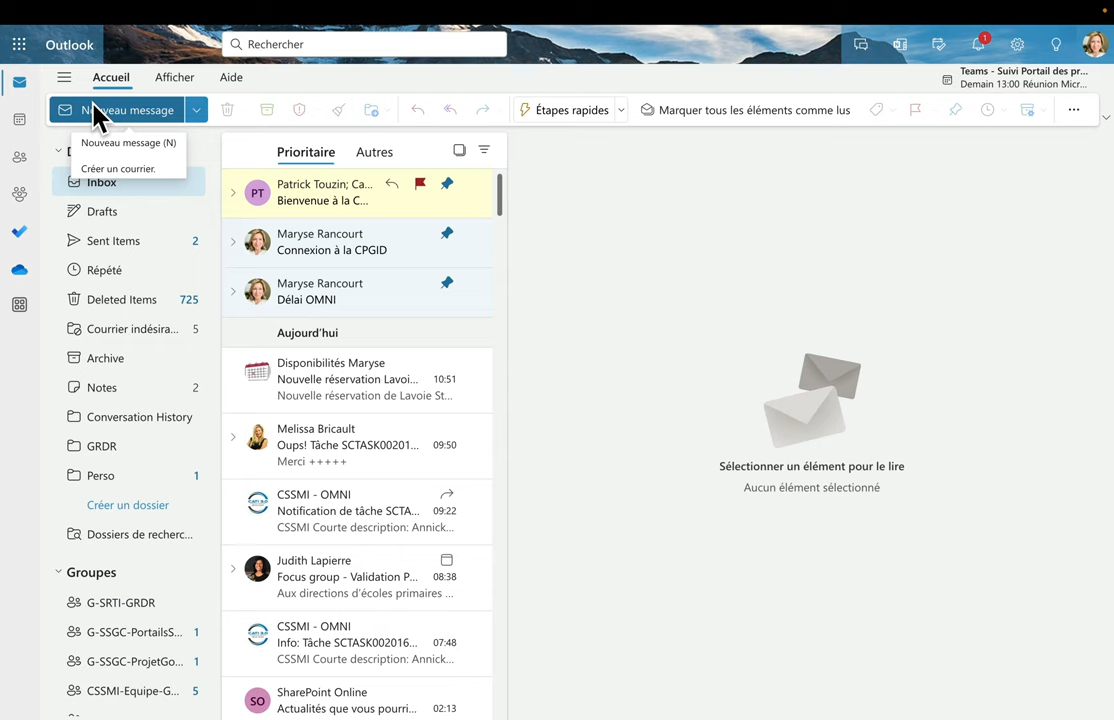 Outlook
Rechercher
1
Accueil
Afficher
Aide
Teams - Suivi Portail des pr...
Demain 13:00 Réunion Micr...
Nouveau message
Étapes rapides
Marquer tous les éléments comme lus
Nouveau message (N)
Créer un courrier.
Inbox
Drafts
Sent Items 2
Répété
Deleted Items 725
Courrier indésira... 5
Archive
Notes 2
Conversation History
GRDR
Perso 1
Créer un dossier
Dossiers de recherc...
Groupes
G-SRTI-GRDR
G-SSGC-PortailsS... 1
G-SSGC-ProjetGo... 1
CSSMI-Equipe-G... 5
Prioritaire
Autres
PT
Patrick Touzin; Ca...
Bienvenue à la C...
Maryse Rancourt
Connexion à la CPGID
Maryse Rancourt
Délai OMNI
Aujourd'hui
Disponibilités Maryse
Nouvelle réservation Lavoi... 10:51
Nouvelle réservation de Lavoie St...
Melissa Bricault
Oups! Tâche SCTASK00201... 09:50
Merci +++++
CSSMI - OMNI
Notification de tâche SCTA... 09:22
CSSMI Courte description: Annick...
Judith Lapierre
Focus group - Validation P... 08:38
Aux directions d'écoles primaires ...
CSSMI - OMNI
Info: Tâche SCTASK002016... 07:48
CSSMI Courte description: Annick...
SO
SharePoint Online
Actualités que vous pourri... 02:13
Sélectionner un élément pour le lire
Aucun élément sélectionné